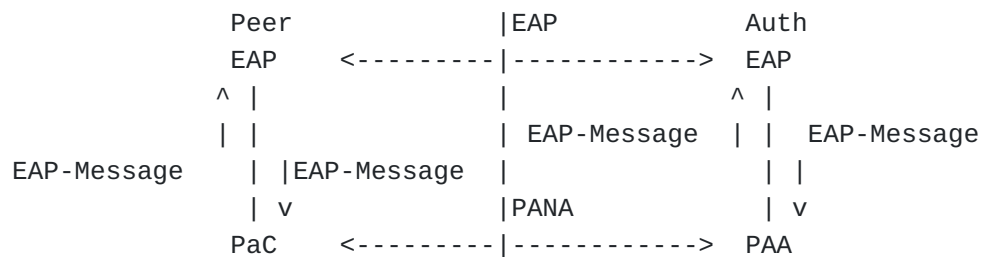 Peer |EAP Auth
EAP <---------|------------> EAP
^ | | ^ |
| | | EAP-Message | | EAP-Message
EAP-Message | |EAP-Message | | |
| v |PANA | v
PaC <---------|------------> PAA